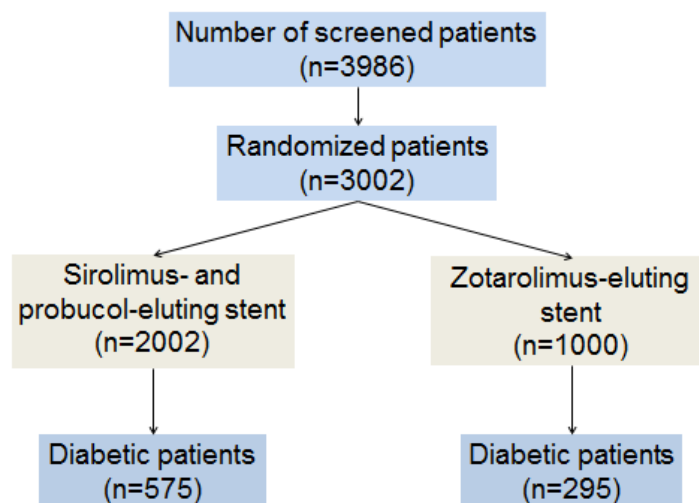 Number of screened patients
(n=3986)
Randomized patients
(n=3002)
Sirolimus- and
probucol-eluting stent
(n=2002)
Zotarolimus-eluting
stent
(n=1000)
Diabetic patients
(n=575)
Diabetic patients
(n=295)